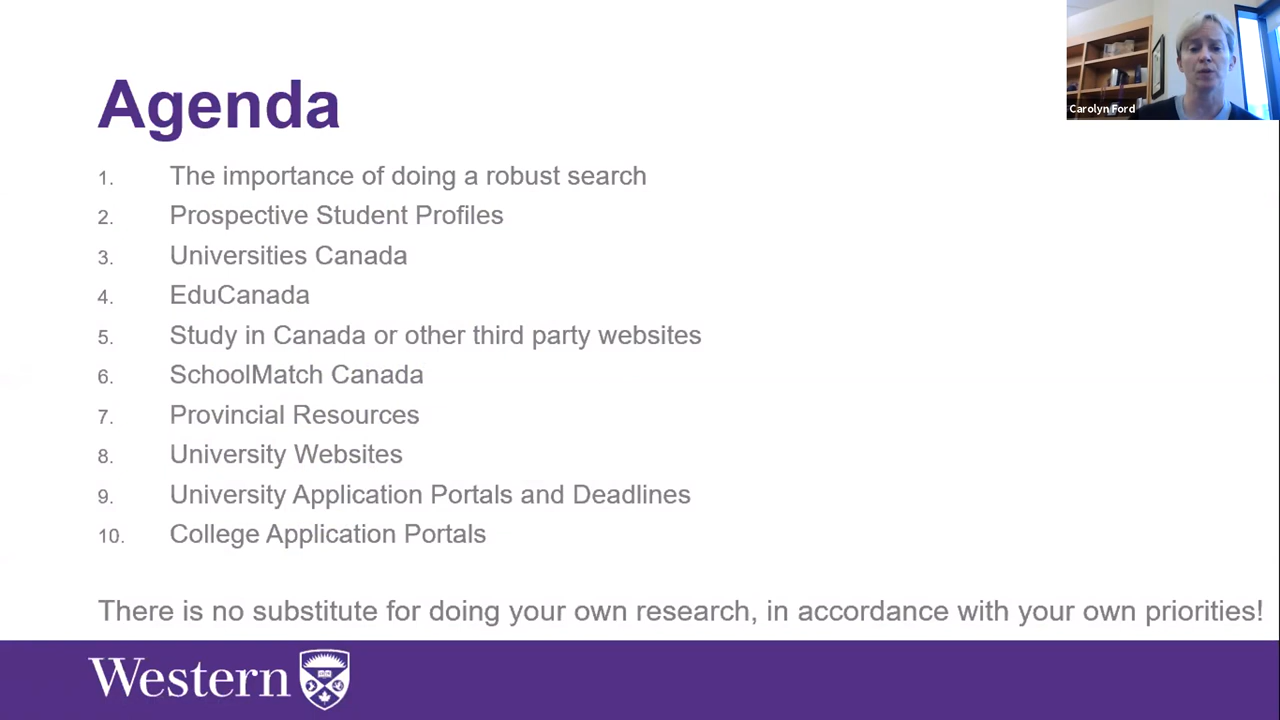 Agenda
Carolyn Ford
1. The importance of doing a robust search
2. Prospective Student Profiles
3. Universities Canada
4. EduCanada
5. Study in Canada or other third party websites
6. SchoolMatch Canada
7. Provincial Resources
8. University Websites
9. University Application Portals and Deadlines
10. College Application Portals
There is no substitute for doing your own research, in accordance with your own priorities!
Western